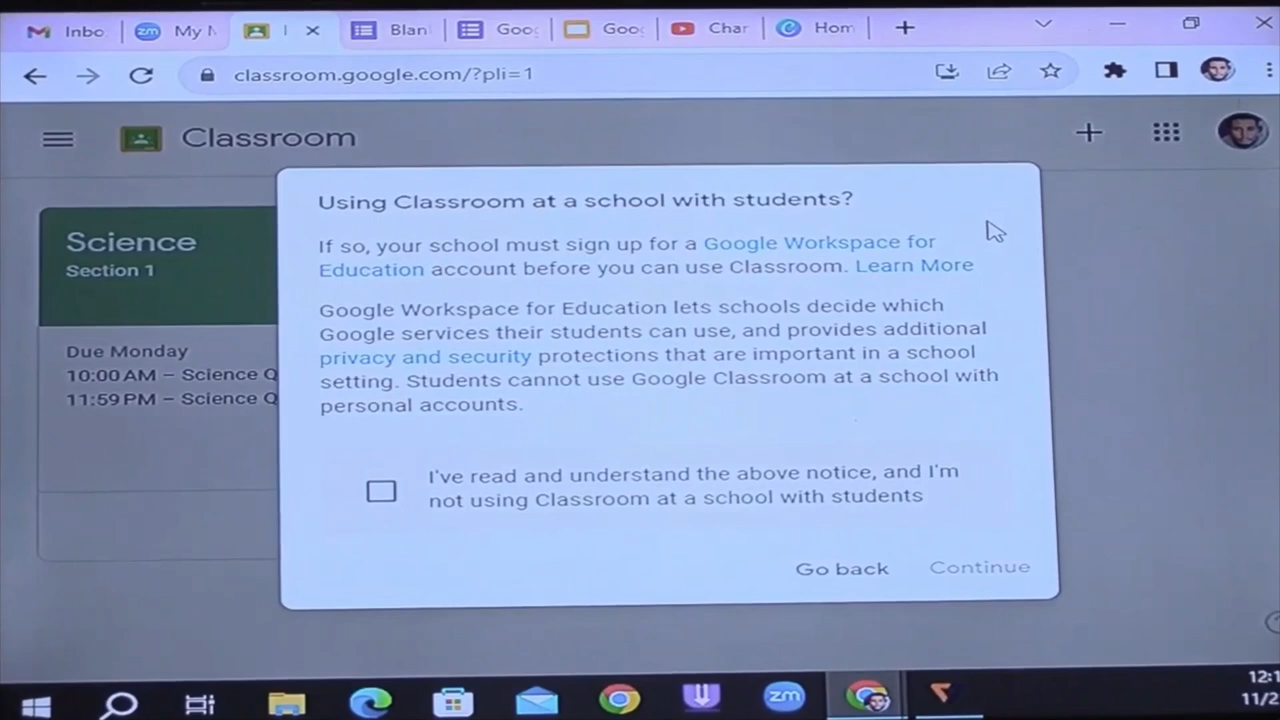 Inbo
My M
Blan
Goo
Goo
Char
Hom
classroom.google.com/?pli=1
Classroom
Science
Section 1
Due Monday
10:00 AM – Science Q
11:59 PM – Science Q
Using Classroom at a school with students?
If so, your school must sign up for a Google Workspace for
Education account before you can use Classroom. Learn More
Google Workspace for Education lets schools decide which
Google services their students can use, and provides additional
privacy and security protections that are important in a school
setting. Students cannot use Google Classroom at a school with
personal accounts.
I've read and understand the above notice, and I'm
not using Classroom at a school with students
Go back
Continue
zm
12:1
11/2